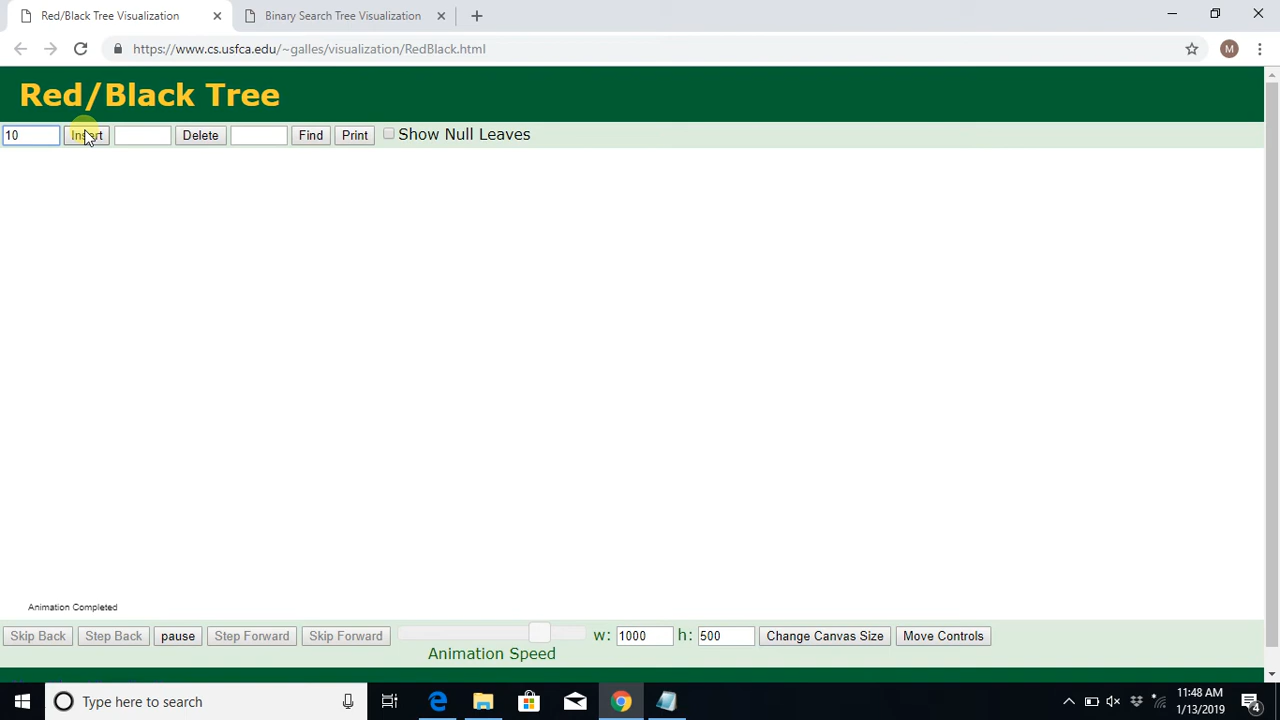 Red/Black Tree Visualization
Binary Search Tree Visualization
https://www.cs.usfca.edu/~galles/visualization/RedBlack.html
M
Red/Black Tree
10 Insert Delete Find Print Show Null Leaves
Animation Completed
Skip Back Step Back pause Step Forward Skip Forward w: 1000 h: 500 Change Canvas Size Move Controls
Animation Speed
Type here to search
11:48 AM
1/13/2019
4